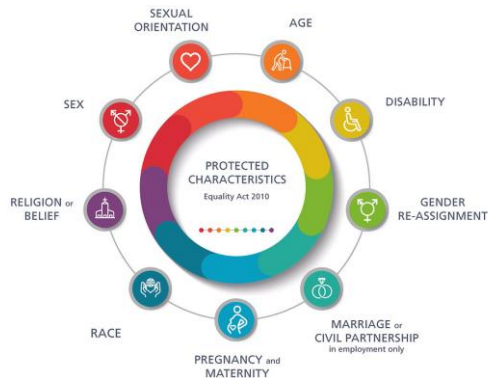 SEXUAL
ORIENTATION
AGE
DISABILITY
GENDER
RE-ASSIGNMENT
MARRIAGE or
CIVIL PARTNERSHIP
in employment only
PREGNANCY and
MATERNITY
RACE
RELIGION or
BELIEF
SEX
PROTECTED
CHARACTERISTICS
Equality Act 2010